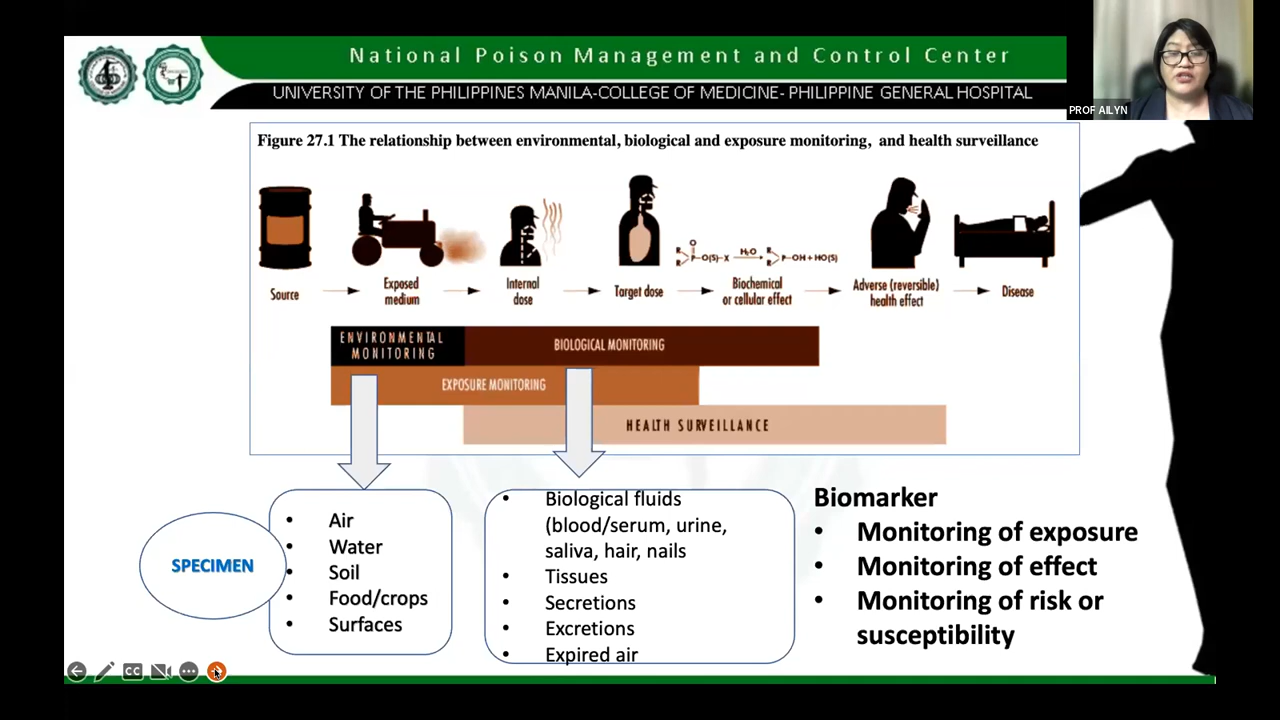 National Poison Management and Control Center
UNIVERSITY OF THE PHILIPPINES MANILA-COLLEGE OF MEDICINE- PHILIPPINE GENERAL HOSPITAL
PROF AILYN
Figure 27.1 The relationship between environmental, biological and exposure monitoring, and health surveillance
R R P O O(S)-X H₂O R R P-OH + HO(S)
Source
Exposed
medium
Internal
dose
Target dose
Biochemical
or cellular effect
Adverse (reversible)
health effect
Disease
ENVIRONMENTAL
MONITORING
BIOLOGICAL MONITORING
EXPOSURE MONITORING
HEALTH SURVEILLANCE
SPECIMEN
• Air
• Water
• Soil
• Food/crops
• Surfaces
• Biological fluids
(blood/serum, urine,
saliva, hair, nails
• Tissues
• Secretions
• Excretions
• Expired air
Biomarker
• Monitoring of exposure
• Monitoring of effect
• Monitoring of risk or
susceptibility
CC